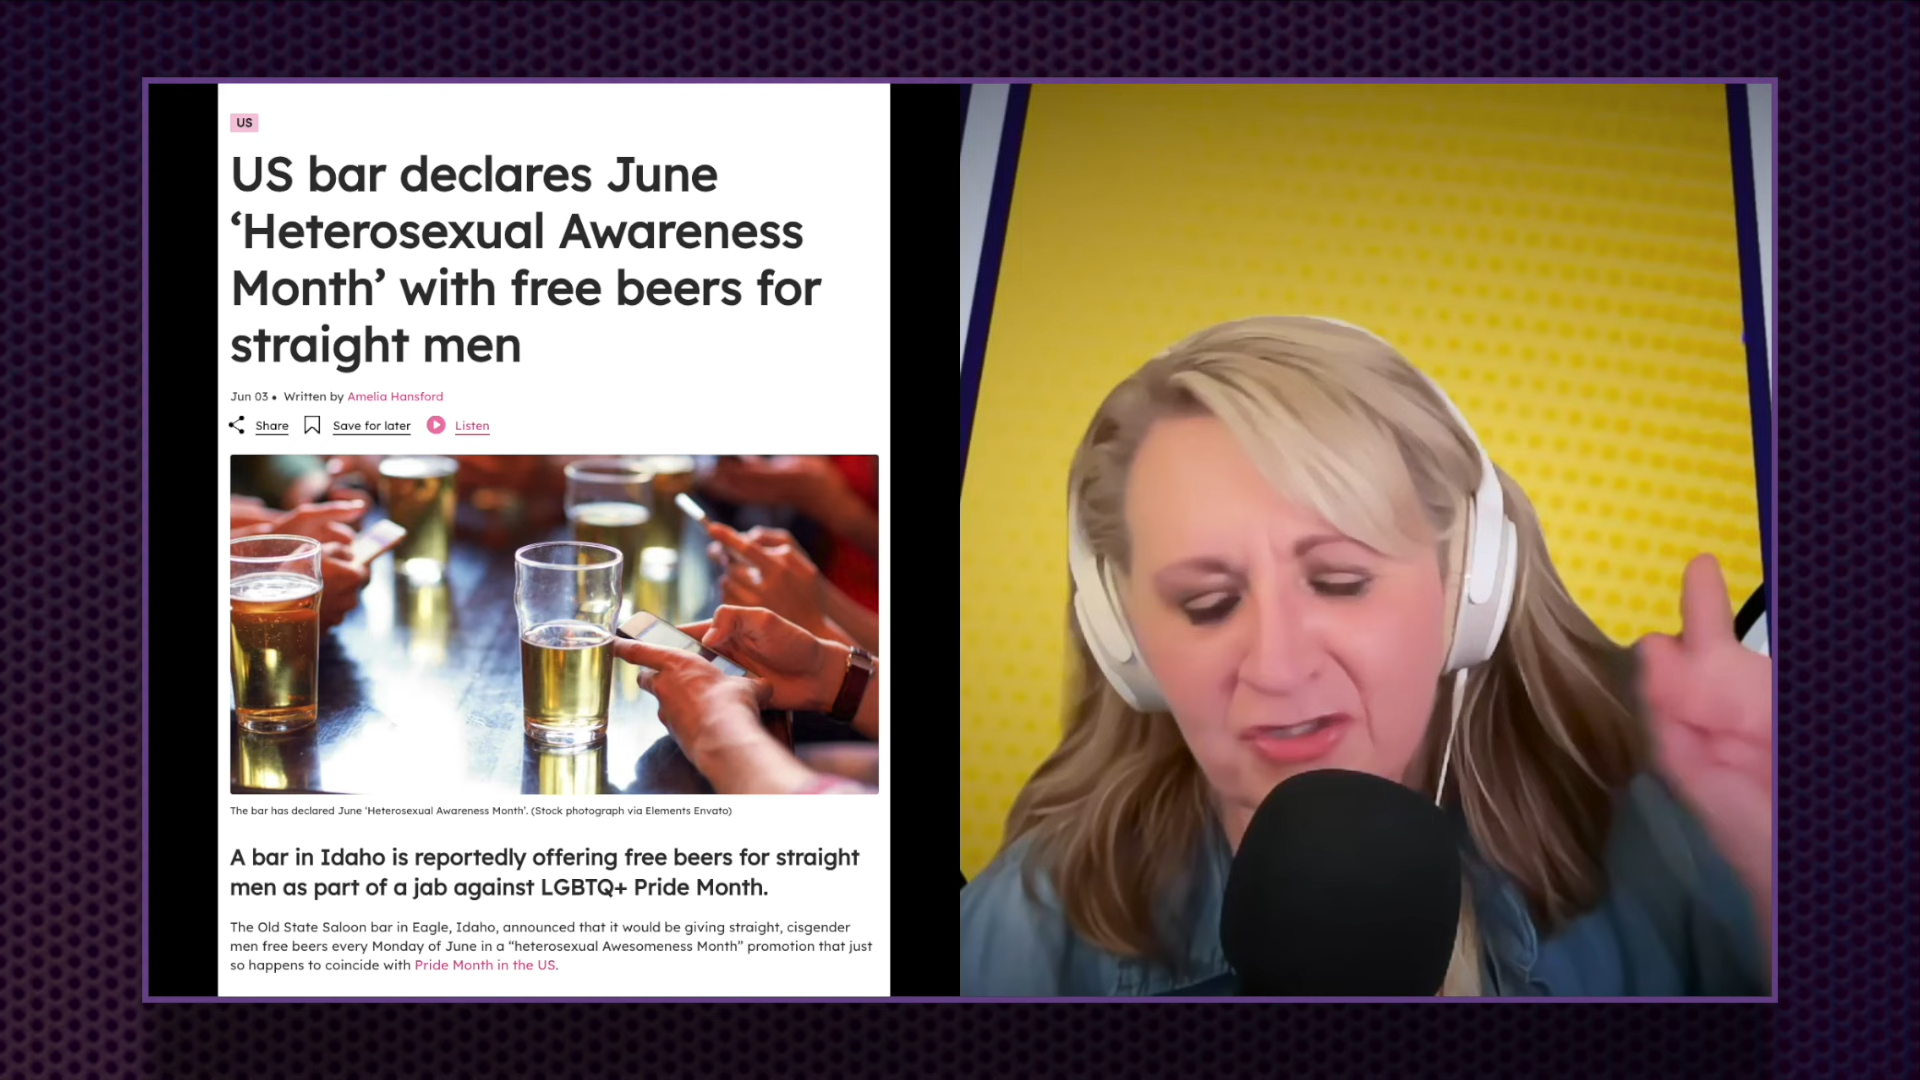 US
US bar declares June
‘Heterosexual Awareness
Month’ with free beers for
straight men
Jun 03 • Written by Amelia Hansford
Share Save for later Listen
The bar has declared June ‘Heterosexual Awareness Month’. (Stock photograph via Elements Envato)
A bar in Idaho is reportedly offering free beers for straight
men as part of a jab against LGBTQ+ Pride Month.
The Old State Saloon bar in Eagle, Idaho, announced that it would be giving straight, cisgender
men free beers every Monday of June in a “heterosexual Awesomeness Month” promotion that just
so happens to coincide with Pride Month in the US.